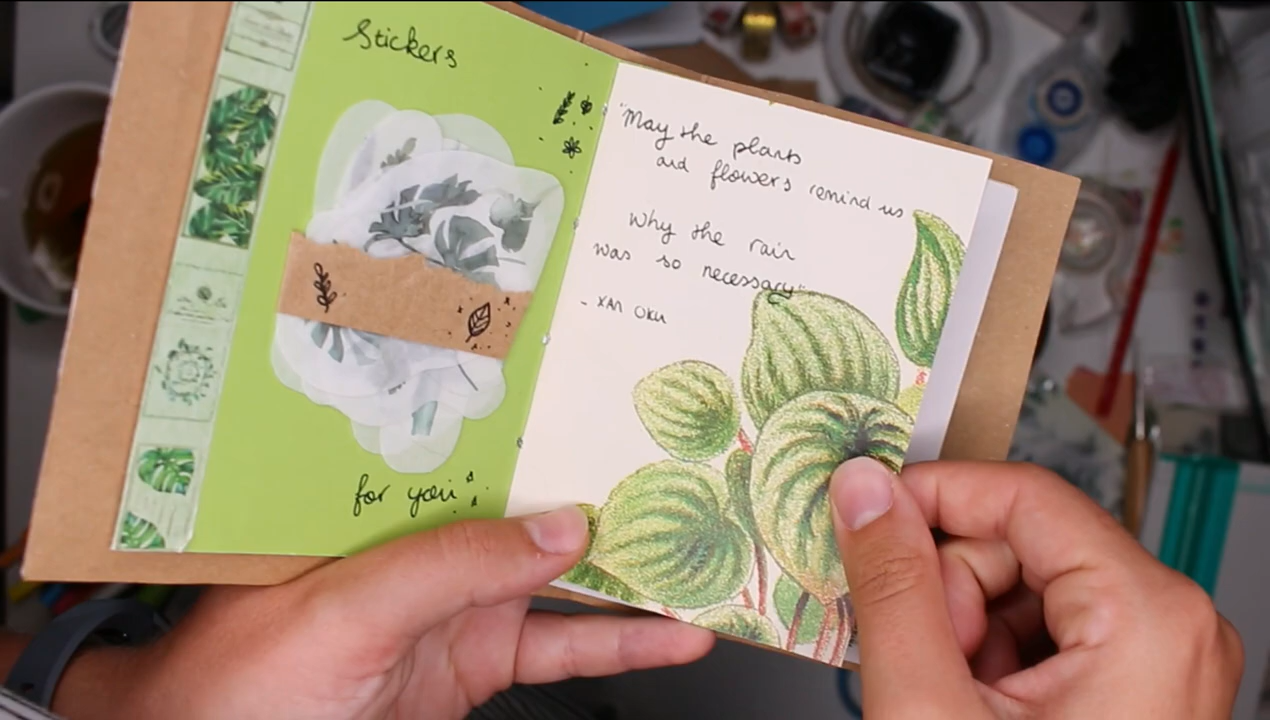 Stickers
for you
"May the plants
and flowers remind us
why the rain
was so necessary"
- XAN OKU